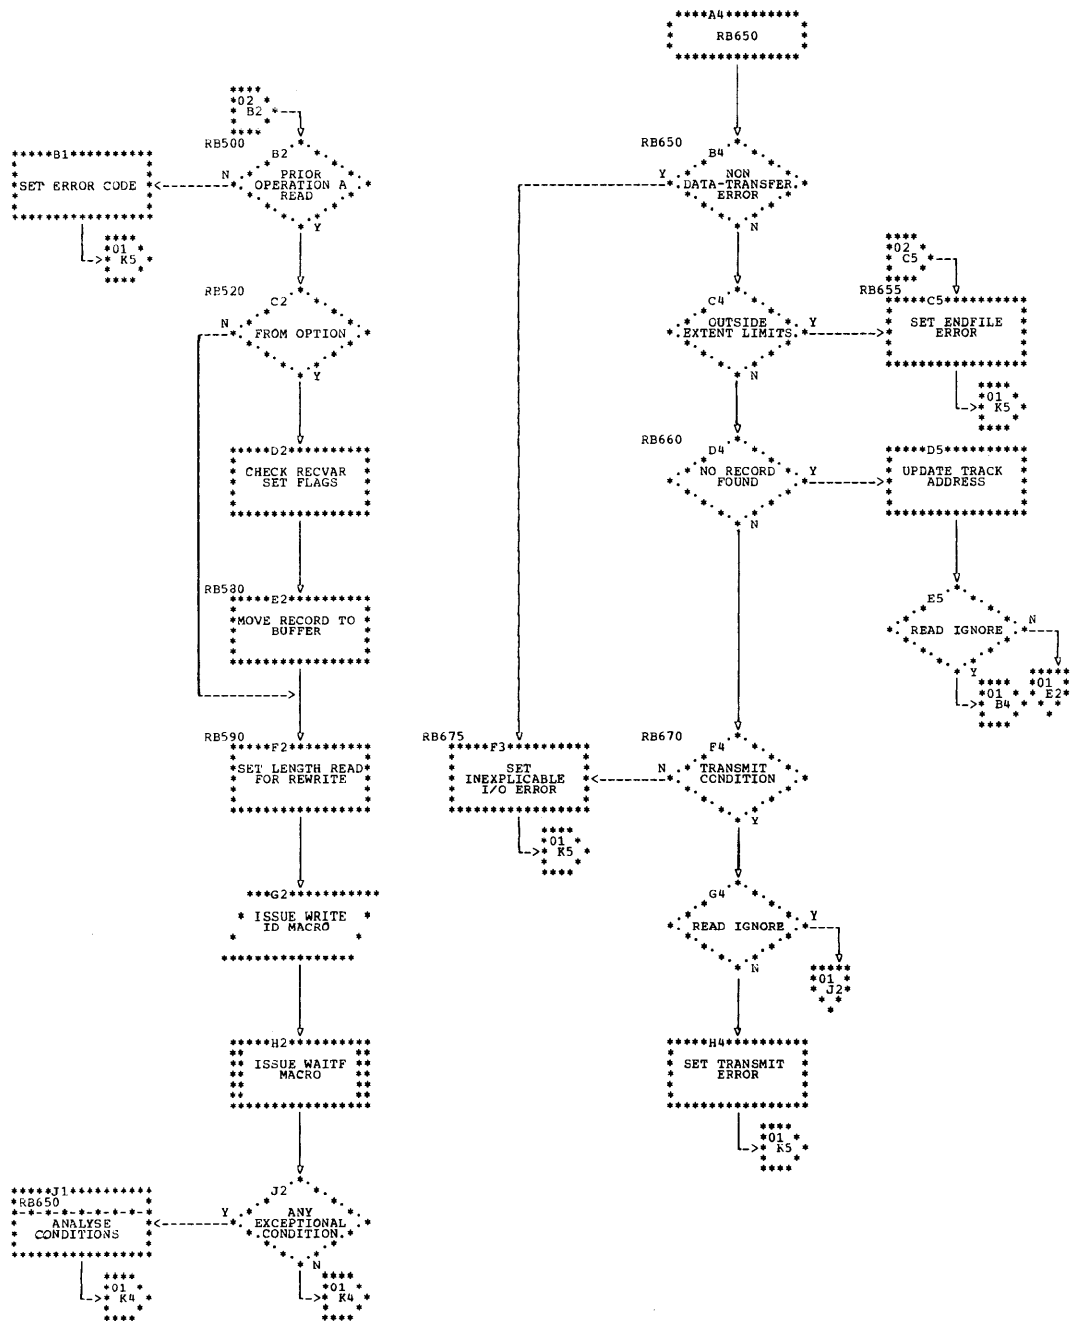 A4
RB650
02
B2
RB500
B2
PRIOR
OPERATION A
READ
N
Y
B1
SET ERROR CODE
01
K5
RB520
C2
FROM OPTION
N
Y
D2
CHECK RECVAR
SET FLAGS
RB580
E2
MOVE RECORD TO
BUFFER
RB590
F2
SET LENGTH READ
FOR REWRITE
G2
ISSUE WRITE
ID MACRO
H2
ISSUE WAITF
MACRO
J2
ANY
EXCEPTIONAL
CONDITION
Y
N
J1
RB650
ANALYSE
CONDITIONS
01
K4
01
K4
RB650
B4
NON
DATA-TRANSFER
ERROR
Y
N
C4
OUTSIDE
EXTENT LIMITS
Y
N
02
C5
RB655
C5
SET ENDFILE
ERROR
01
K5
RB660
D4
NO RECORD
FOUND
Y
N
D5
UPDATE TRACK
ADDRESS
E5
READ IGNORE
N
Y
01
B4
01
E2
RB675
F3
SET
INEXPLICABLE
I/O ERROR
01
K5
RB670
F4
TRANSMIT
CONDITION
N
Y
G4
READ IGNORE
Y
N
01
J2
H4
SET TRANSMIT
ERROR
01
K5